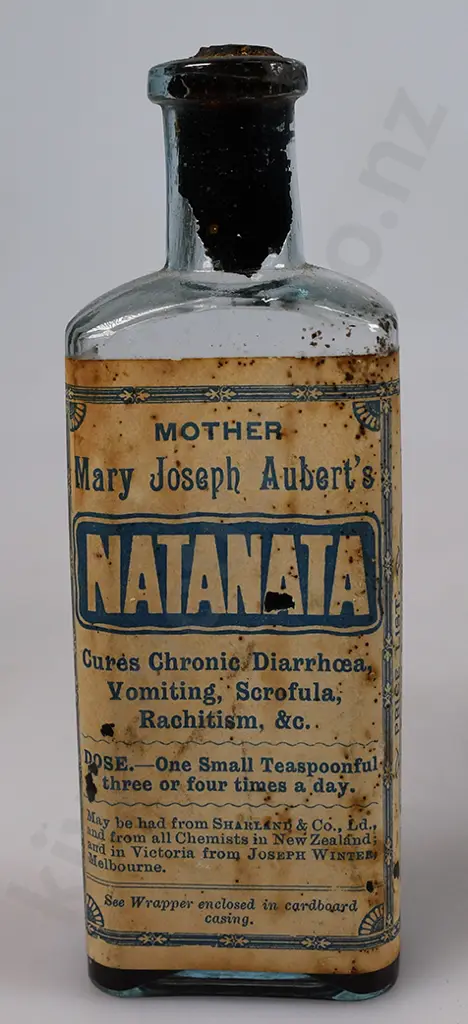 MOTHER
Mary Joseph Aubert's
NATANATA
Cures Chronic Diarrhœa,
Vomiting, Scrofula,
Rachitism, &c.
DOSE.—One Small Teaspoonful
three or four times a day.
May be had from SHARLAND & Co., Ld.,
and from all Chemists in New Zealand;
and in Victoria from JOSEPH WINTER,
Melbourne.
See Wrapper enclosed in cardboard
casing.
PRICE LIST.
o.nz